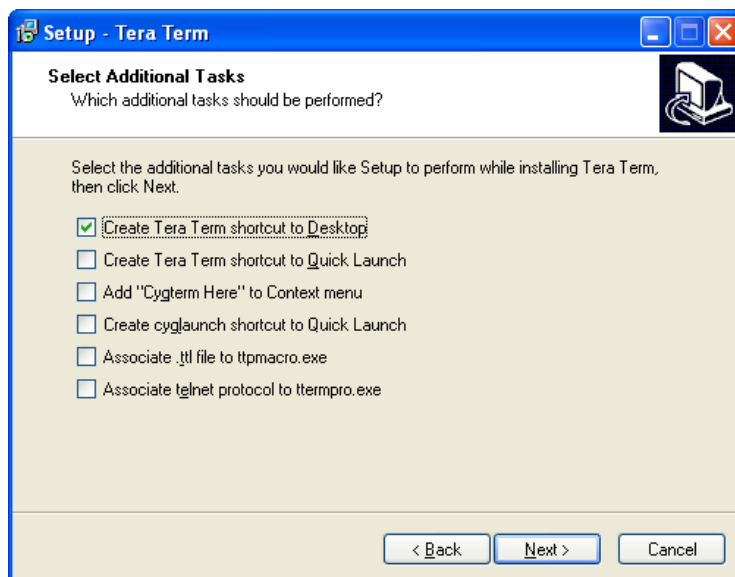 Setup - Tera Term
Select Additional Tasks
Which additional tasks should be performed?
Select the additional tasks you would like Setup to perform while installing Tera Term,
then click Next.
Create Tera Term shortcut to Desktop
Create Tera Term shortcut to Quick Launch
Add "Cygterm Here" to Context menu
Create cyglaunch shortcut to Quick Launch
Associate .ttl file to ttpmacro.exe
Associate telnet protocol to ttermpro.exe
< Back
Next >
Cancel